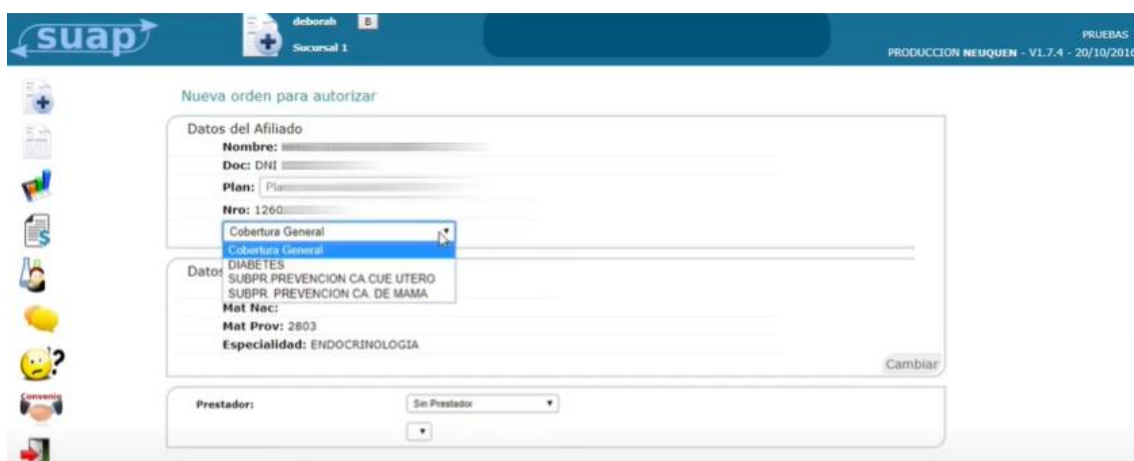 suap
deborah
Sucursal 1
PRUEBAS
PRODUCCION NEUQUEN - V1.7.4 - 20/10/2016
Nueva orden para autorizar
Datos del Afiliado
Nombre:
Doc: DNI
Plan:
Nro: 1260
Cobertura General
Cobertura General
DIABETES
SUBPR.PREVENCION CA.CUE.UTERO
SUBPR. PREVENCION CA. DE MAMA
Datos
Mat Nac:
Mat Prov: 2803
Especialidad: ENDOCRINOLOGIA
Cambiar
Convenio
Prestador: Sin Prestador